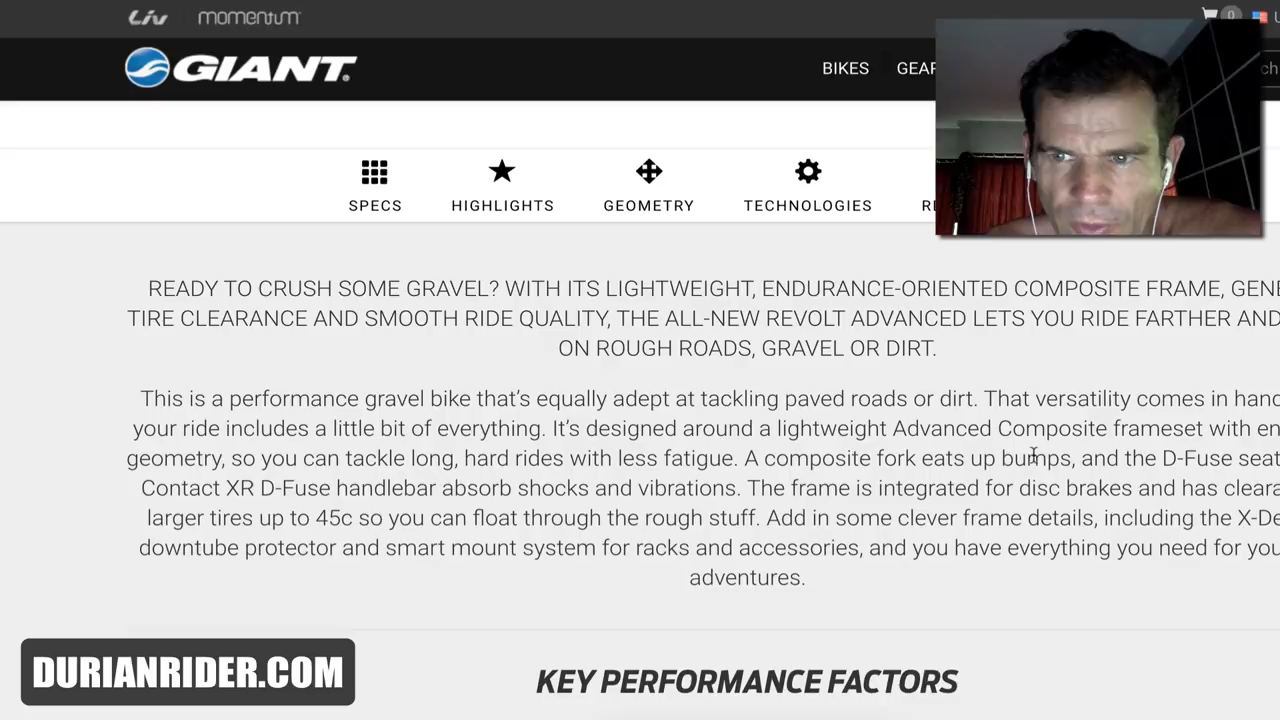 Liv momentum 0
GIANT BIKES
SPECS HIGHLIGHTS GEOMETRY TECHNOLOGIES
READY TO CRUSH SOME GRAVEL? WITH ITS LIGHTWEIGHT, ENDURANCE-ORIENTED COMPOSITE FRAME,
TIRE CLEARANCE AND SMOOTH RIDE QUALITY, THE ALL-NEW REVOLT ADVANCED LETS YOU RIDE FARTHER AND
ON ROUGH ROADS, GRAVEL OR DIRT.
This is a performance gravel bike that's equally adept at tackling paved roads or dirt. That versatility comes in
your ride includes a little bit of everything. It's designed around a lightweight Advanced Composite frameset with
geometry, so you can tackle long, hard rides with less fatigue. A composite fork eats up bumps, and the D-Fuse
Contact XR D-Fuse handlebar absorb shocks and vibrations. The frame is integrated for disc brakes and has
larger tires up to 45c so you can float through the rough stuff. Add in some clever frame details, including the
downtube protector and smart mount system for racks and accessories, and you have everything you need for
adventures.
KEY PERFORMANCE FACTORS
DURIANRIDER.COM